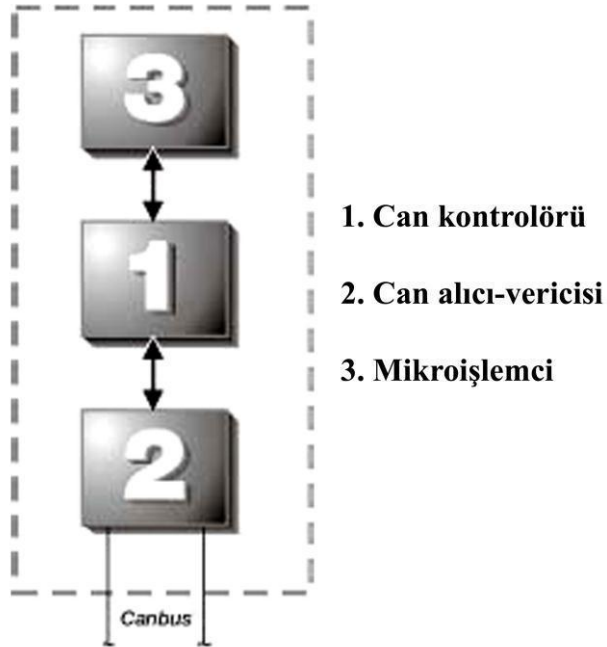 3
1
2
Canbus
1. Can kontrolörü
2. Can alıcı-vericisi
3. Mikroişlemci